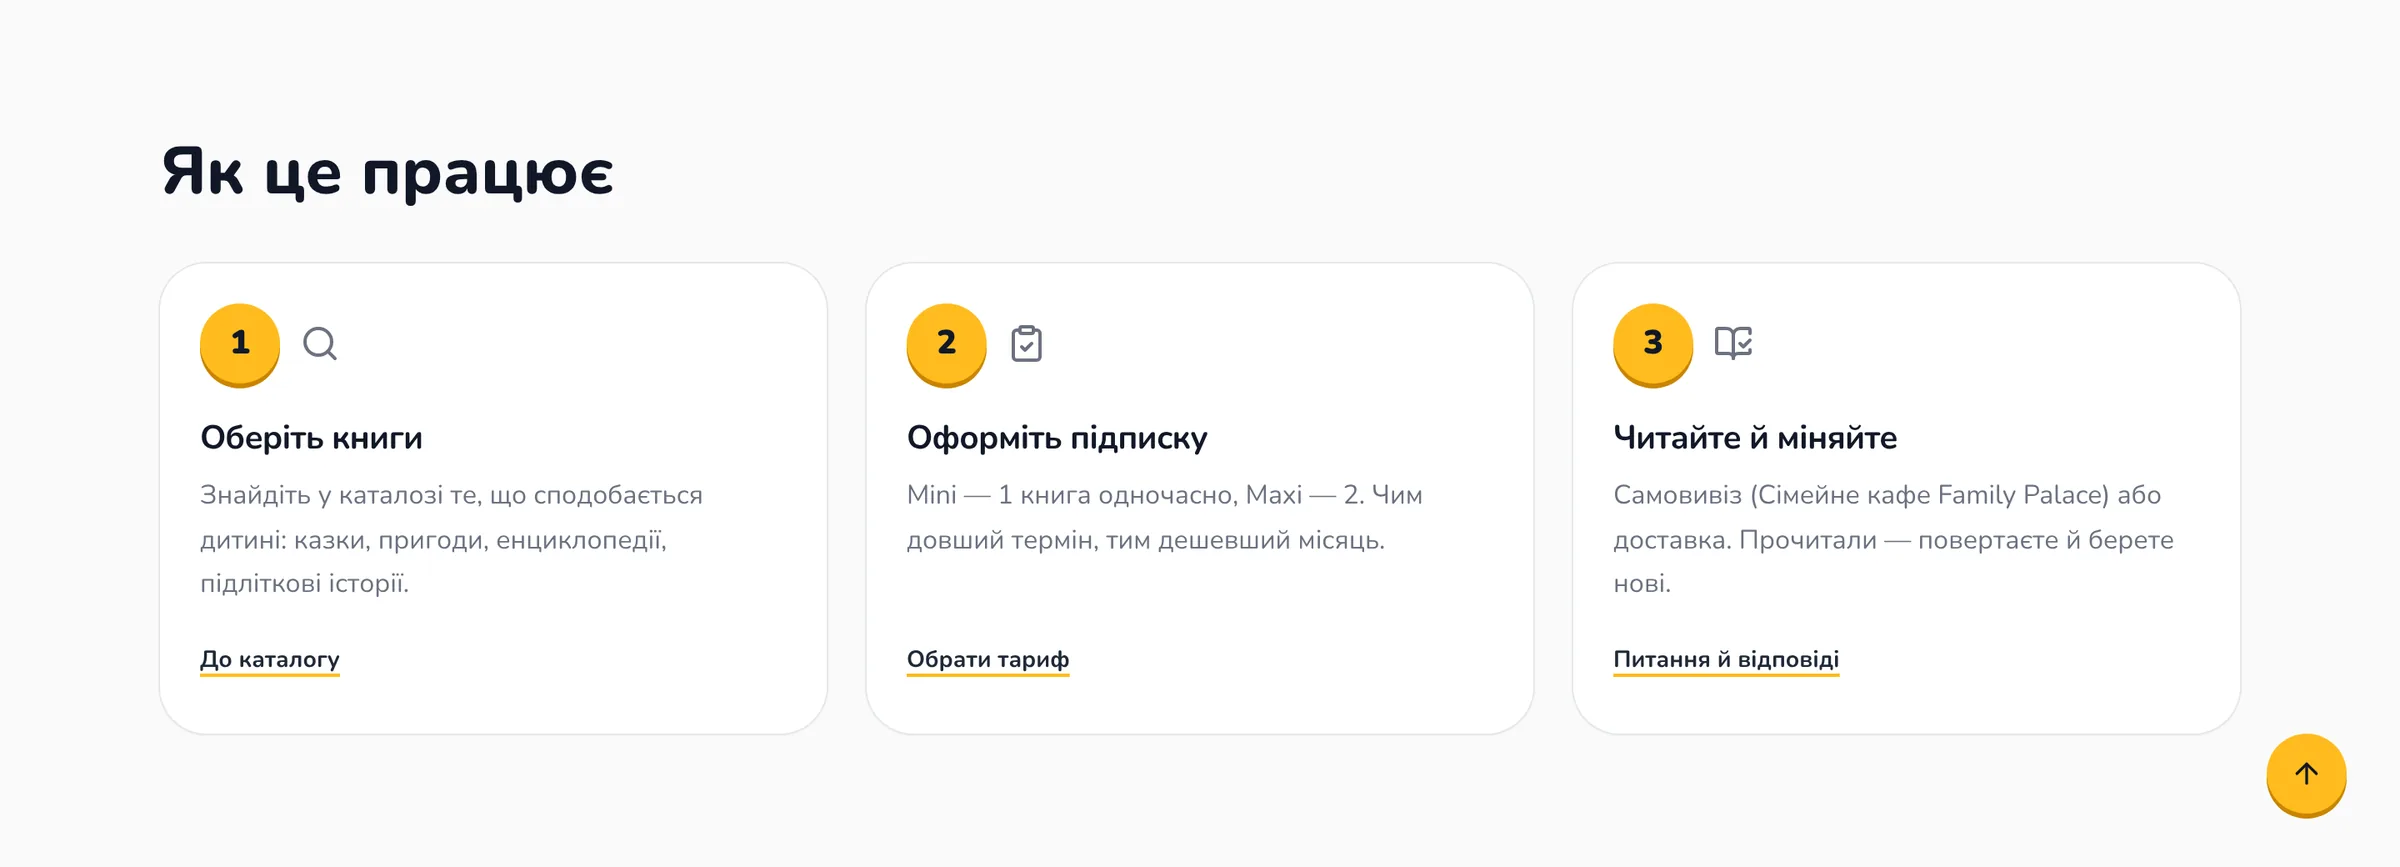 Як це працює
1
Оберіть книги
Знайдіть у каталозі те, що сподобається
дитині: казки, пригоди, енциклопедії,
підліткові історії.
До каталогу
2
Оформіть підписку
Mini — 1 книга одночасно, Maxi — 2. Чим
довший термін, тим дешевший місяць.
Обрати тариф
3
Читайте й міняйте
Самовивіз (Сімейне кафе Family Palace) або
доставка. Прочитали — повертаєте й берете
нові.
Питання й відповіді